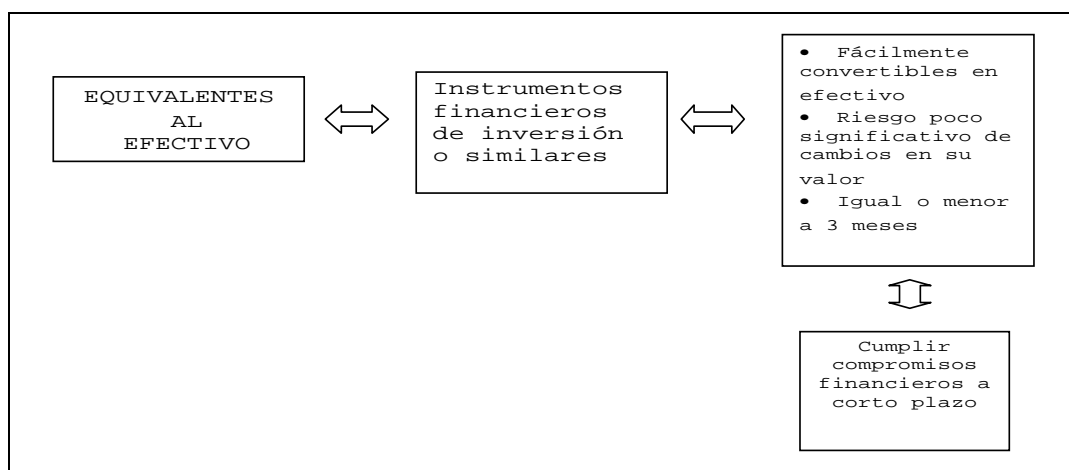 EQUIVALENTES
AL
EFECTIVO
Instrumentos
financieros
de inversión
o similares
• Fácilmente
convertibles en
efectivo
• Riesgo poco
significativo de
cambios en su
valor
• Igual o menor
a 3 meses
Cumplir
compromisos
financieros a
corto plazo